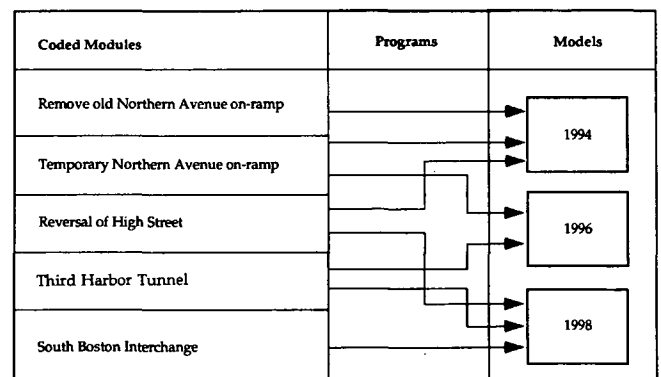 Coded Modules
Programs
Models
Remove old Northern Avenue on-ramp
Temporary Northern Avenue on-ramp
Reversal of High Street
Third Harbor Tunnel
South Boston Interchange
1994
1996
1998